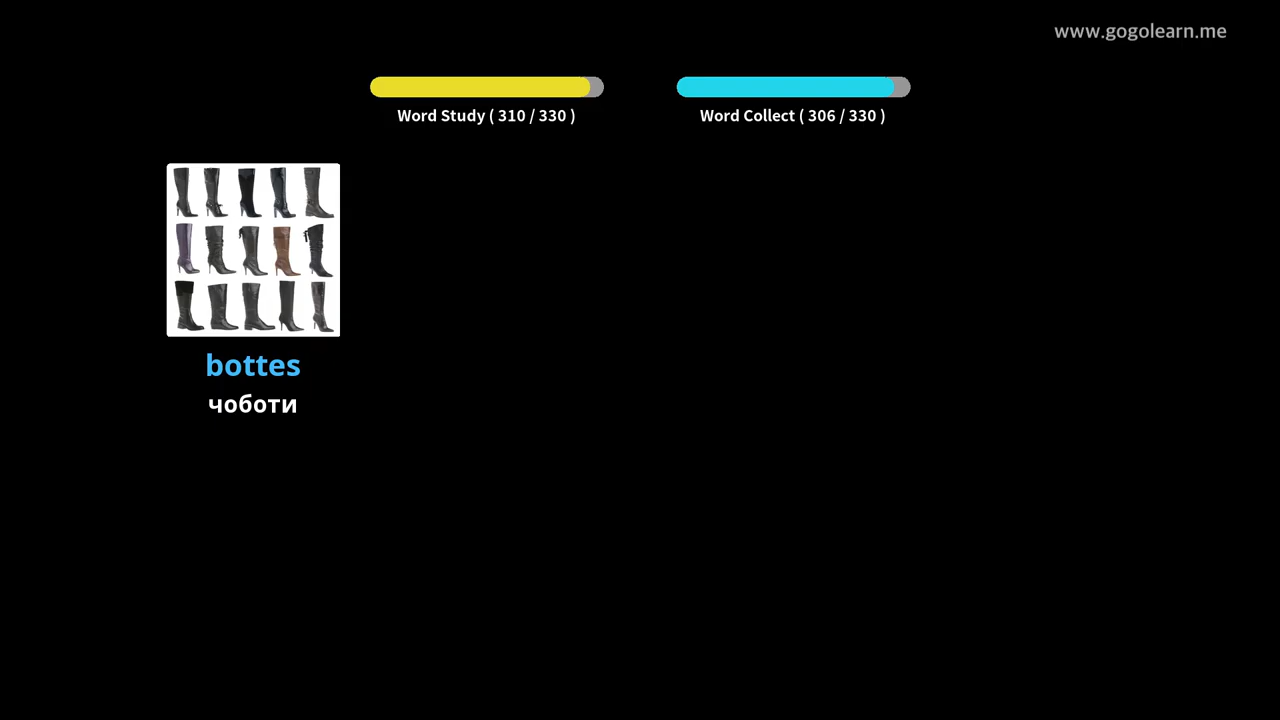 www.gogolearn.me
Word Study ( 310 / 330 )
Word Collect ( 306 / 330 )
bottes
чоботи